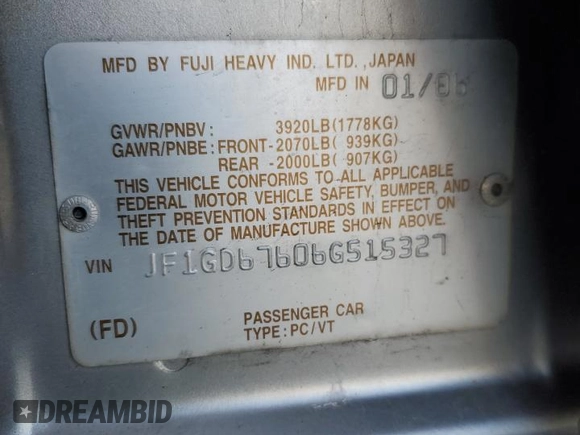 MFD BY FUJI HEAVY IND. LTD. ,JAPAN
MFD IN 01/06
GVWR/PNBV : 3920LB(1778KG)
GAWR/PNBE : FRONT-2070LB( 939KG)
REAR -2000LB( 907KG)
THIS VEHICLE CONFORMS TO ALL APPLICABLE
FEDERAL MOTOR VEHICLE SAFETY, BUMPER, AND
THEFT PREVENTION STANDARDS IN EFFECT ON
THE DATE OF MANUFACTURE SHOWN ABOVE.
VIN JF1GD67606G515327
(FD) PASSENGER CAR
TYPE : PC/VT
DREAMBID